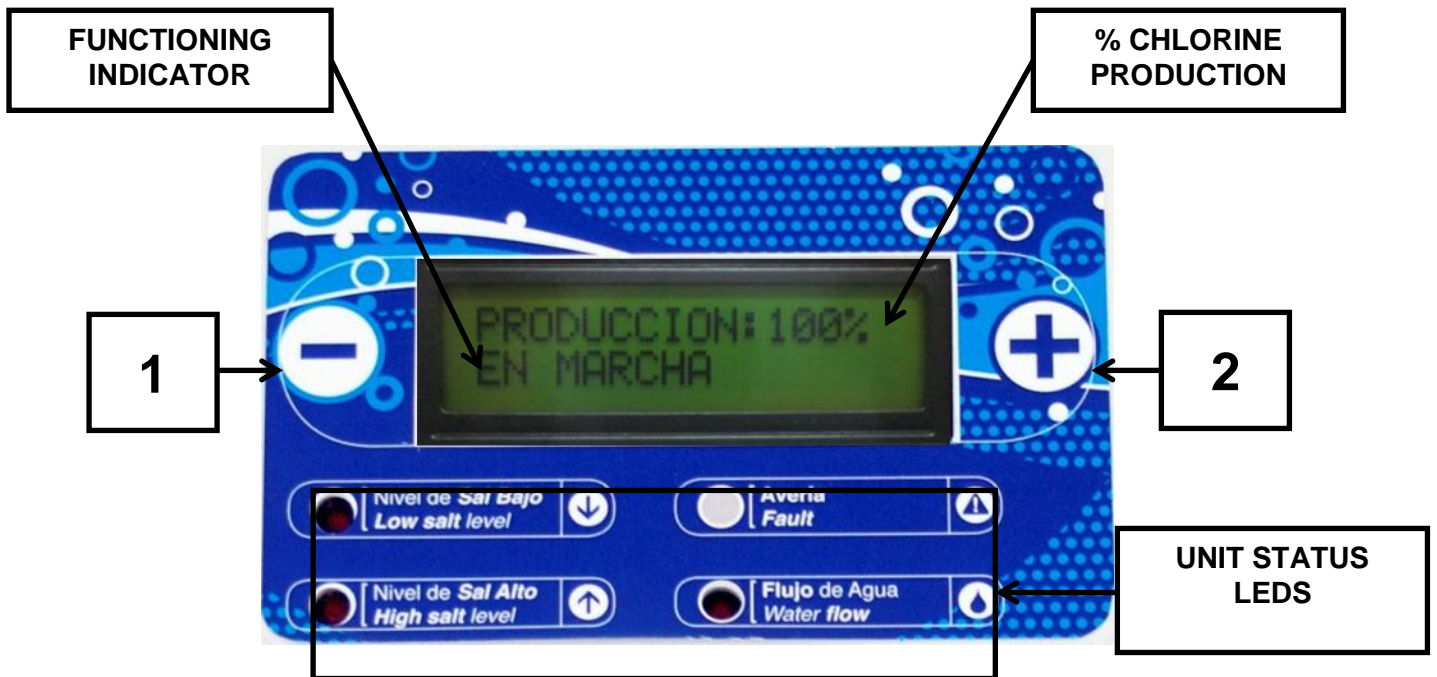 FUNCTIONING
INDICATOR
% CHLORINE
PRODUCTION
PRODUCCION:100%
EN MARCHA
1
2
Nivel de Sal Bajo
Low salt level
Avería
Fault
Nivel de Sal Alto
High salt level
Flujo de Agua
Water flow
UNIT STATUS
LEDS